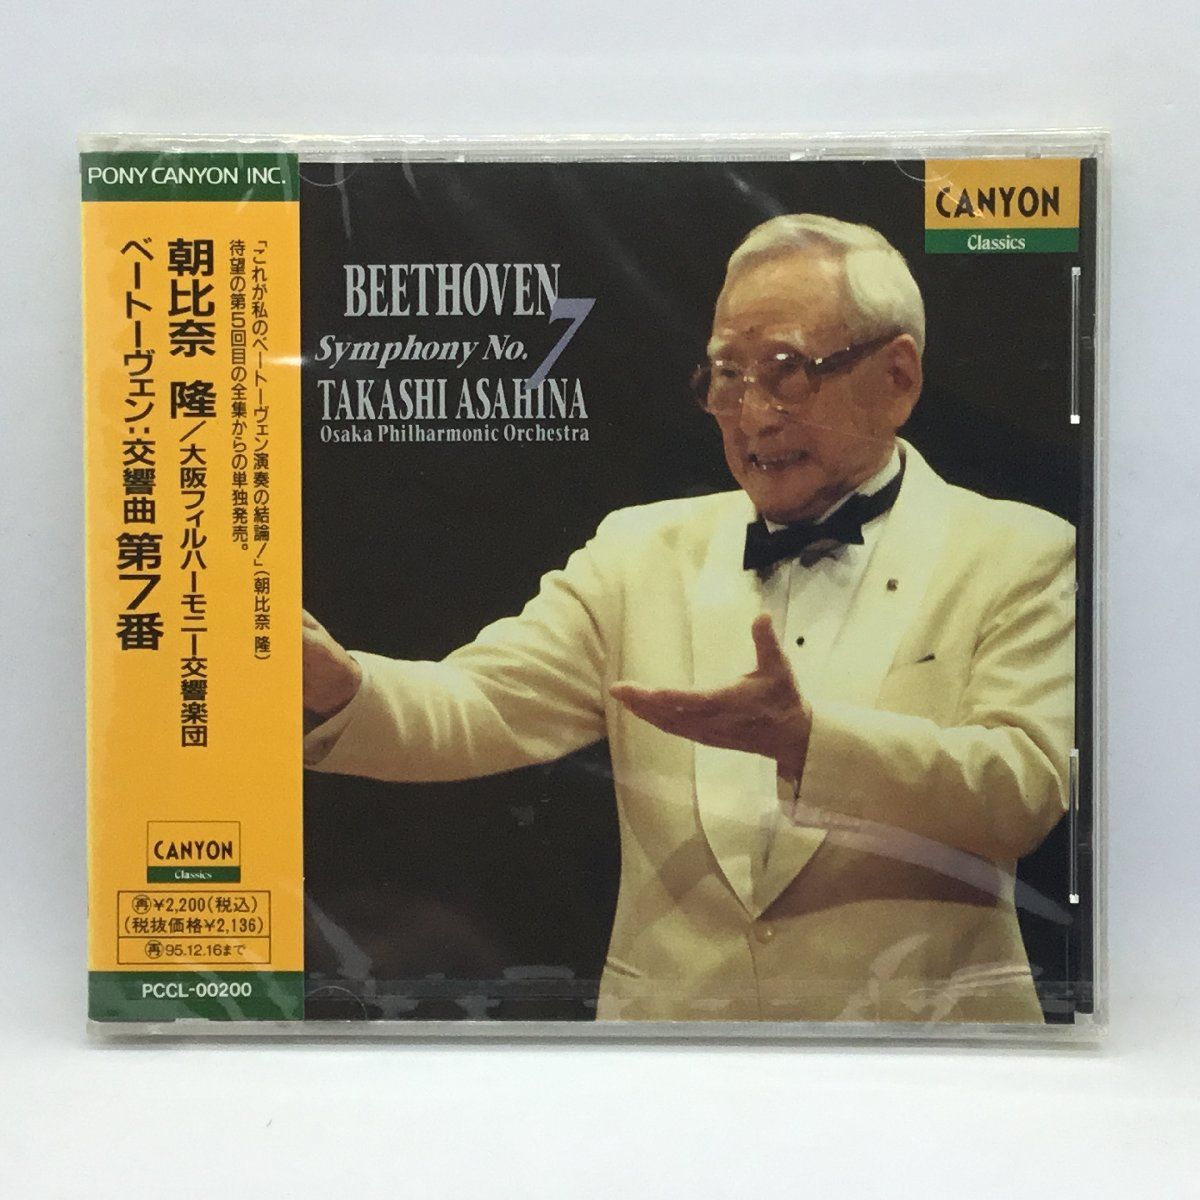 PONY CANYON INC.
「これが私のベートーヴェン演奏の結論!」(朝比奈 隆)
待望の第5回目の全集からの単独発売。
朝比奈 隆/大阪フィルハーモニー交響楽団
ベートーヴェン:交響曲 第7番
CANYON
Classics
再¥2,200(税込)
(税抜価格¥2,136)
再95.12.16まで
PCCL-00200
BEETHOVEN
Symphony No. 7
TAKASHI ASAHINA
Osaka Philharmonic Orchestra
CANYON
Classics